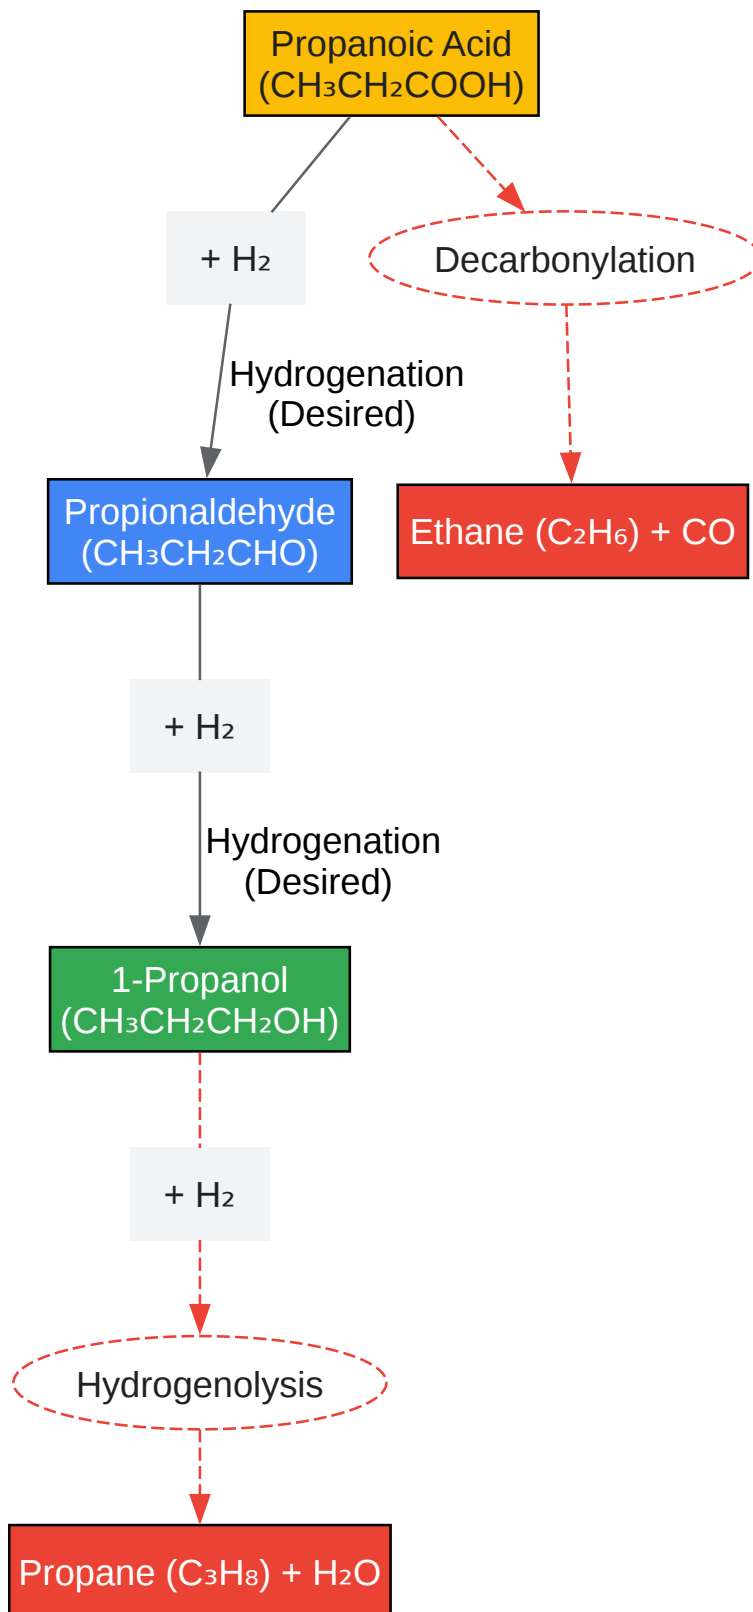 Propanoic Acid
(CH₃CH₂COOH)
+ H₂
Decarbonylation
Hydrogenation
(Desired)
Propionaldehyde
(CH₃CH₂CHO)
Ethane (C₂H₆) + CO
+ H₂
Hydrogenation
(Desired)
1-Propanol
(CH₃CH₂CH₂OH)
+ H₂
Hydrogenolysis
Propane (C₃H₈) + H₂O